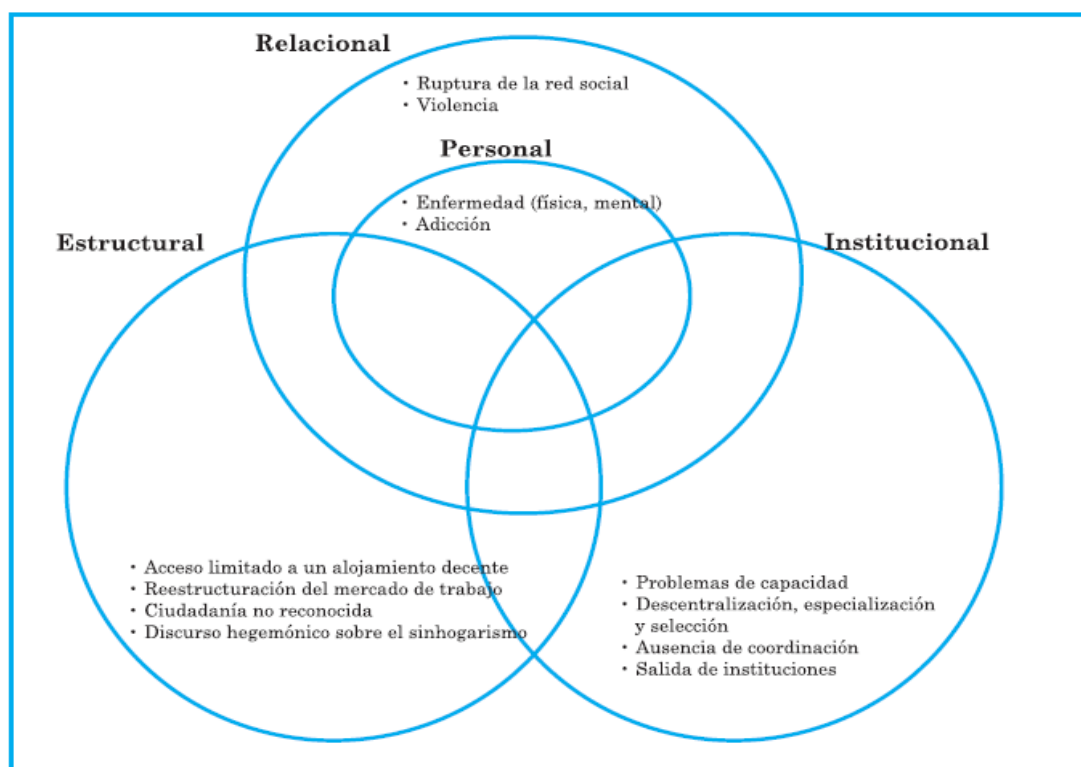 Relacional
• Ruptura de la red social
• Violencia
Personal
• Enfermedad (física, mental)
• Adicción
Estructural
Institucional
• Acceso limitado a un alojamiento decente
• Reestructuración del mercado de trabajo
• Ciudadanía no reconocida
• Discurso hegemónico sobre el sinhogarismo
• Problemas de capacidad
• Descentralización, especialización
y selección
• Ausencia de coordinación
• Salida de instituciones